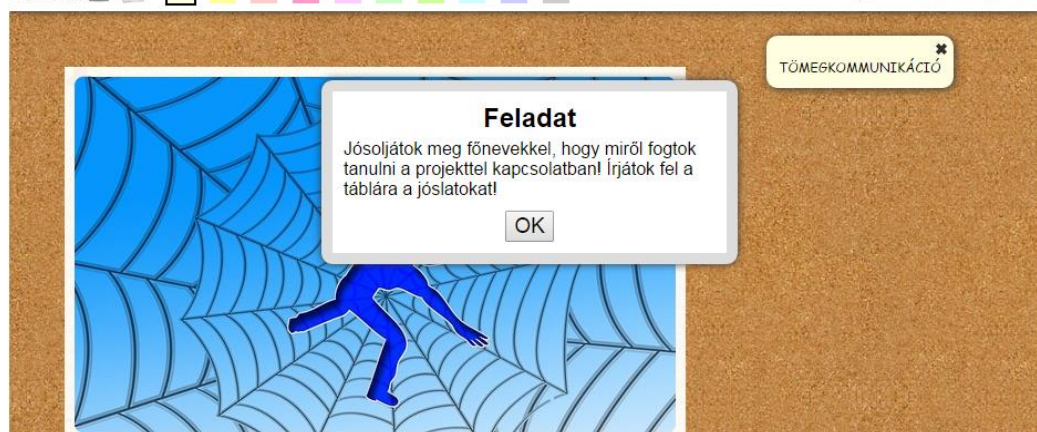 TÖMEGKOMMUNIKÁCIÓ
Feladat
Jósoljátok meg főnevekkel, hogy miről fogtok
tanulni a projekttel kapcsolatban! Írjátok fel a
táblára a jóslatokat!
OK